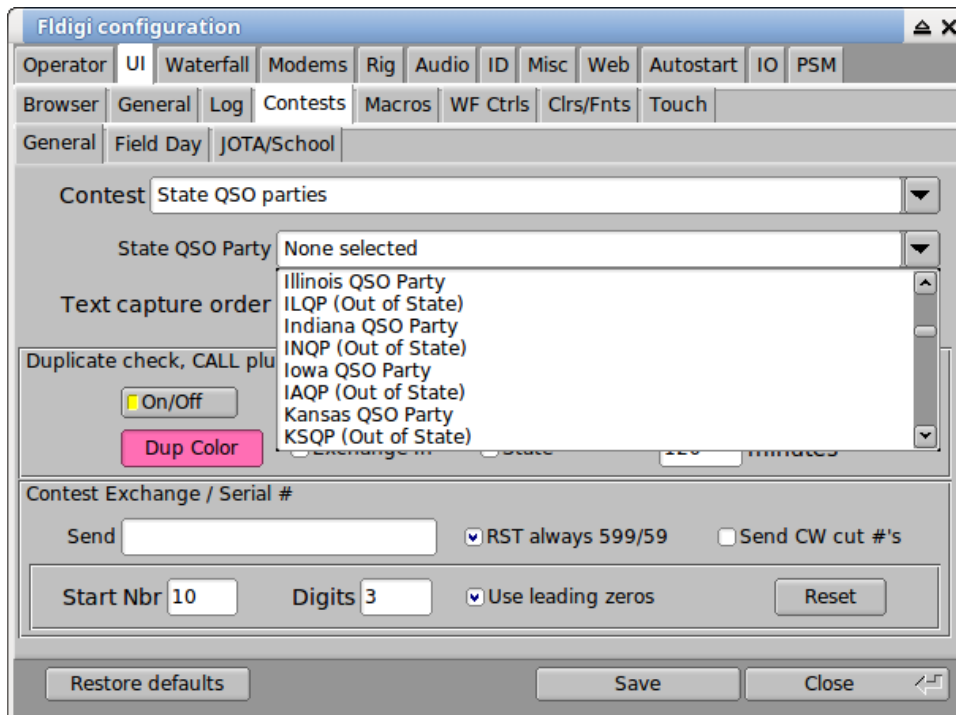 Fldigi configuration
Operator UI Waterfall Modems Rig Audio ID Misc Web Autostart IO PSM
Browser General Log Contests Macros WF Ctrls Clrs/Fnts Touch
General Field Day JOTA/School
Contest State QSO parties
State QSO Party None selected
Illinois QSO Party
ILQP (Out of State)
Text capture order
Indiana QSO Party
INQP (Out of State)
Duplicate check, CALL plu
Iowa QSO Party
IAQP (Out of State)
On/Off
Kansas QSO Party
KSQP (Out of State)
Dup Color
Contest Exchange / Serial #
Send RST always 599/59 Send CW cut #'s
Start Nbr 10 Digits 3 Use leading zeros Reset
Restore defaults Save Close